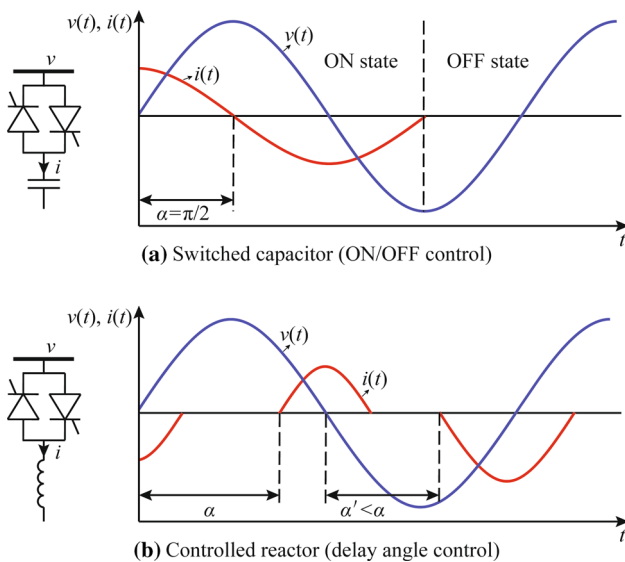 v(t), i(t)
v
v(t)
ON state
OFF state
i(t)
i
α=π/2
t
(a) Switched capacitor (ON/OFF control)
v(t), i(t)
v
v(t)
i(t)
i
α
α′<α
t
(b) Controlled reactor (delay angle control)